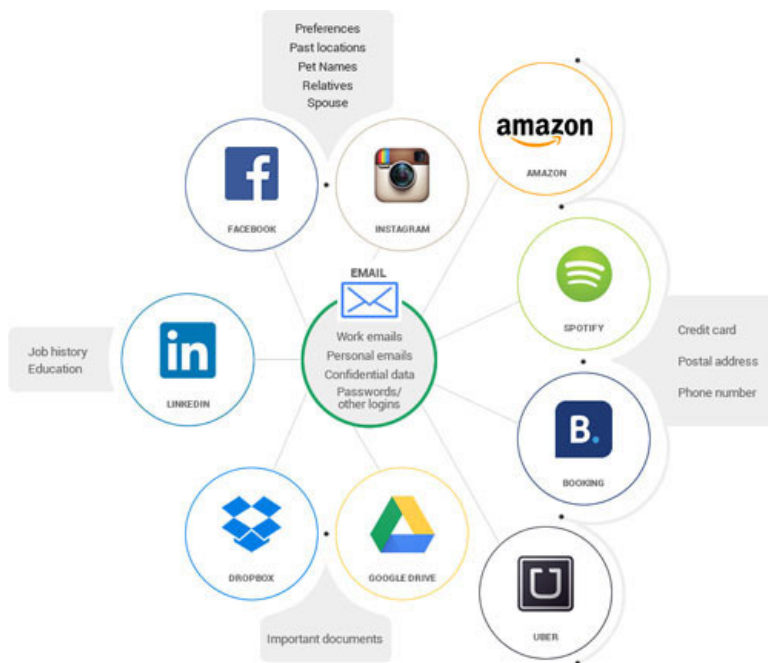 Preferences
Past locations
Pet Names
Relatives
Spouse
amazon
AMAZON
FACEBOOK
INSTAGRAM
EMAIL
Work emails
Personal emails
Confidential data
Passwords/
other logins
SPOTIFY
Credit card
Postal address
Phone number
Job history
Education
in
LINKEDIN
B.
BOOKING
DROPBOX
GOOGLE DRIVE
UBER
Important documents